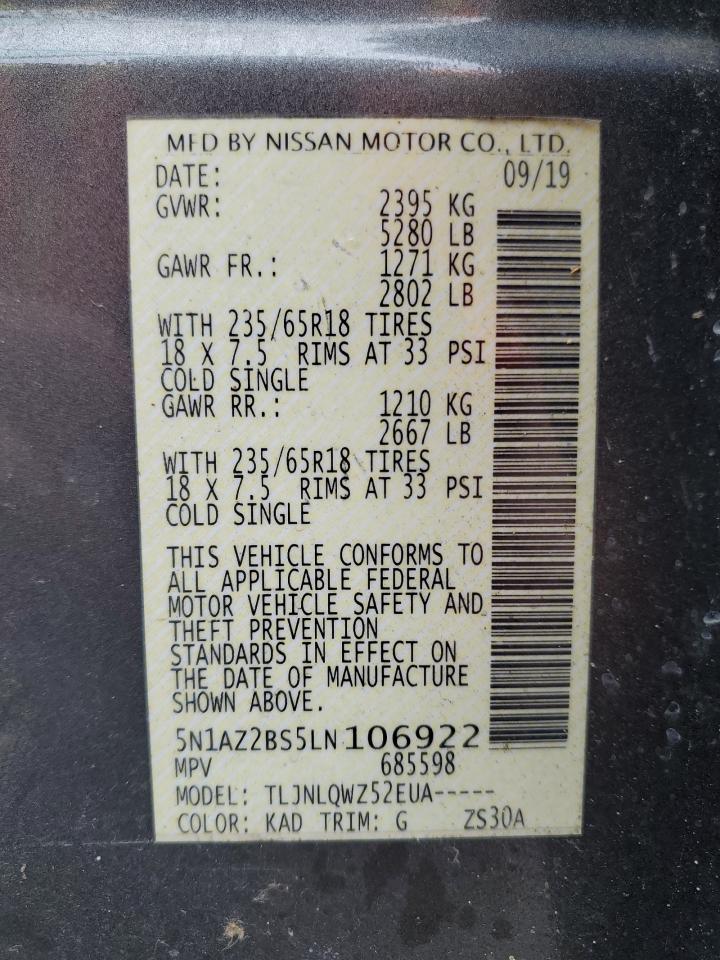 MFD BY NISSAN MOTOR CO., LTD.
DATE: 09/19
GVWR: 2395 KG
5280 LB
GAWR FR.: 1271 KG
2802 LB
WITH 235/65R18 TIRES
18 X 7.5 RIMS AT 33 PSI
COLD SINGLE
GAWR RR.: 1210 KG
2667 LB
WITH 235/65R18 TIRES
18 X 7.5 RIMS AT 33 PSI
COLD SINGLE
THIS VEHICLE CONFORMS TO
ALL APPLICABLE FEDERAL
MOTOR VEHICLE SAFETY AND
THEFT PREVENTION
STANDARDS IN EFFECT ON
THE DATE OF MANUFACTURE
SHOWN ABOVE.
5N1AZ2BS5LN106922
MPV 685598
MODEL: TLJNLQWZ52EUA-----
COLOR: KAD TRIM: G ZS30A